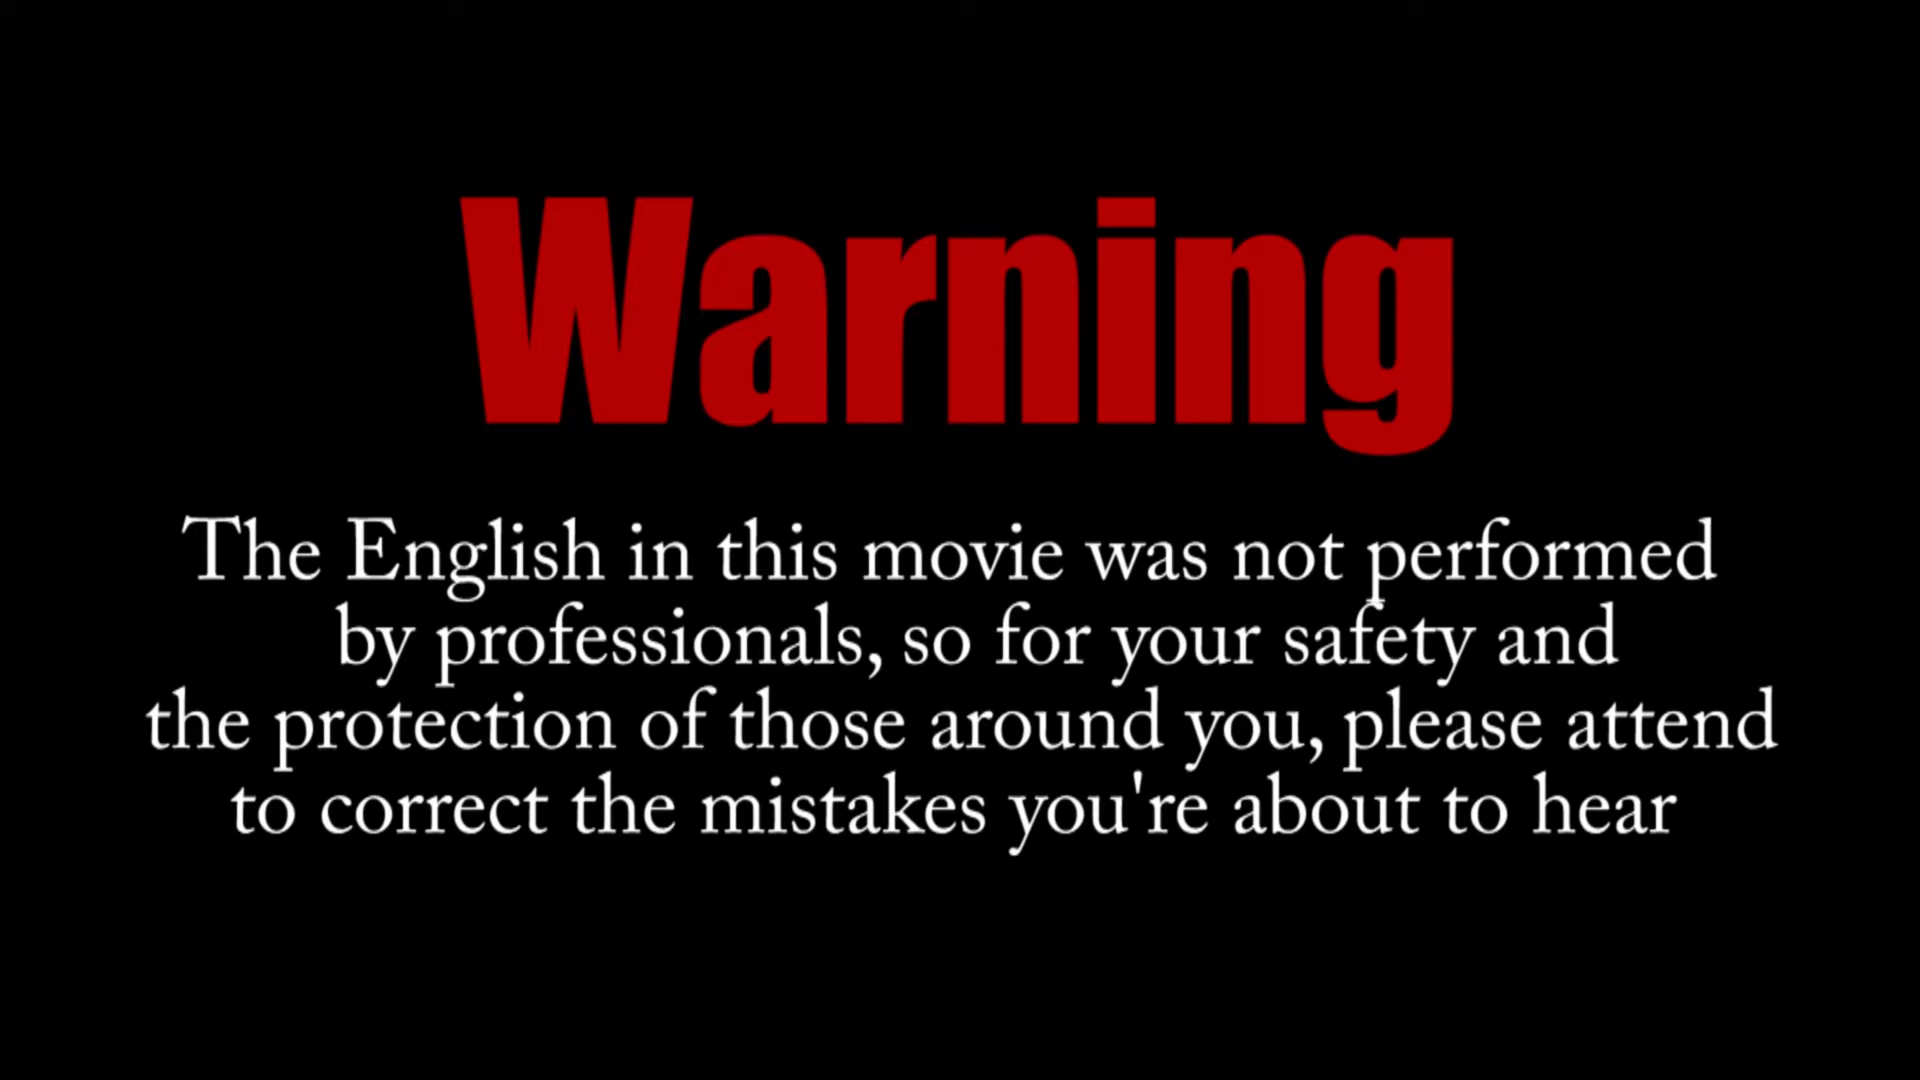 Warning
The English in this movie was not performed
by professionals, so for your safety and
the protection of those around you, please attend
to correct the mistakes you're about to hear